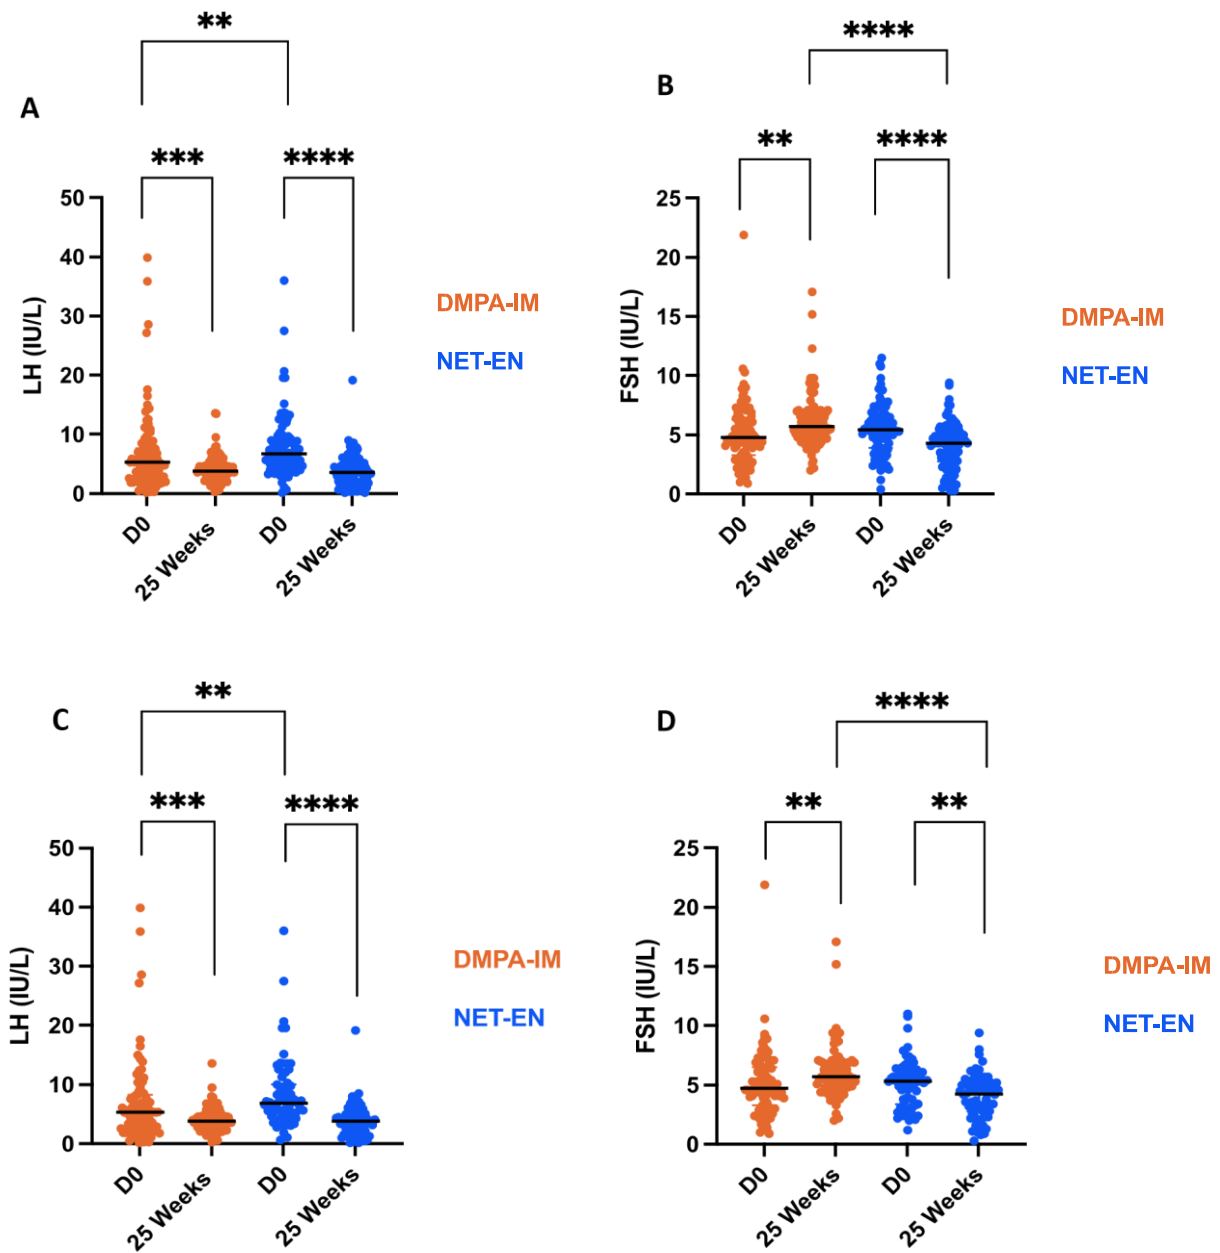 A
**
***
****
LH (IU/L)
50
40
30
20
10
0
D0
25 Weeks
D0
25 Weeks
DMPA-IM
NET-EN
B
****
**
****
FSH (IU/L)
25
20
15
10
5
0
D0
25 Weeks
D0
25 Weeks
DMPA-IM
NET-EN
C
**
***
****
LH (IU/L)
50
40
30
20
10
0
D0
25 Weeks
D0
25 Weeks
DMPA-IM
NET-EN
D
****
**
**
FSH (IU/L)
25
20
15
10
5
0
D0
25 Weeks
D0
25 Weeks
DMPA-IM
NET-EN